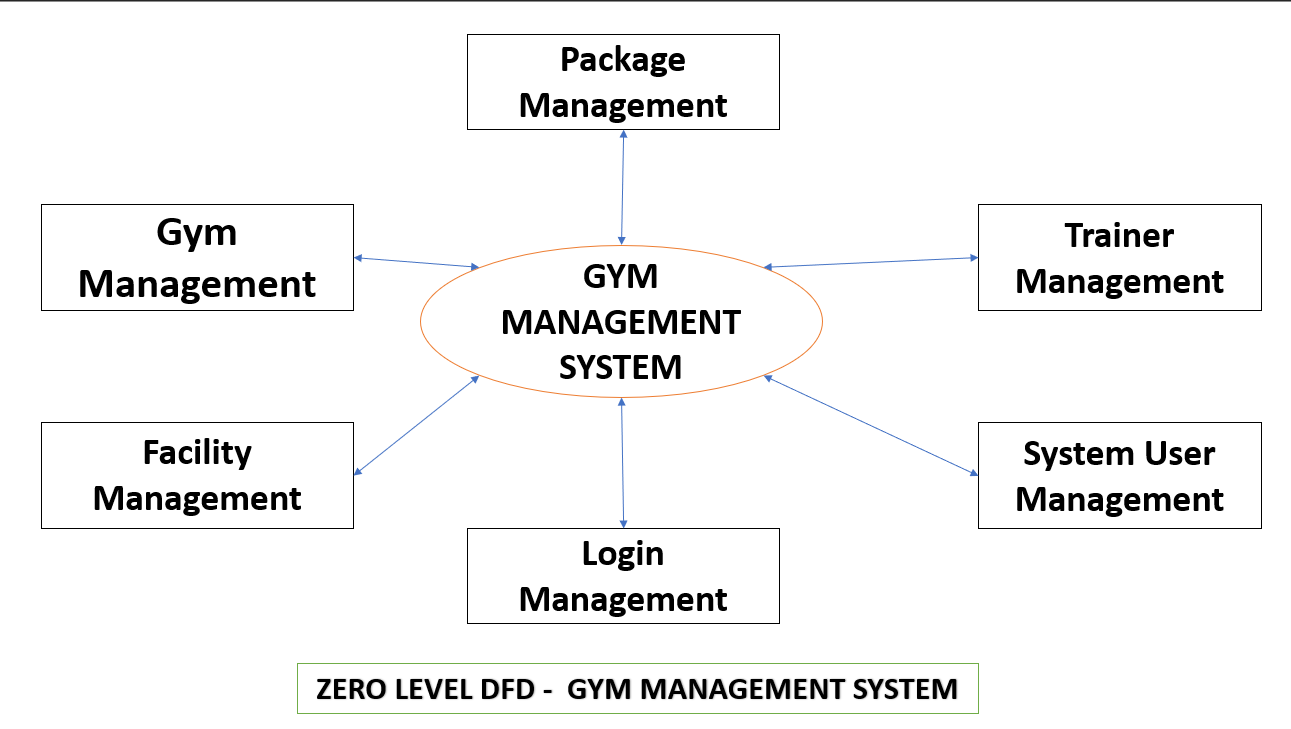 Package
Management
Gym
Management
Trainer
Management
GYM
MANAGEMENT
SYSTEM
Facility
Management
System User
Management
Login
Management
ZERO LEVEL DFD -  GYM MANAGEMENT SYSTEM